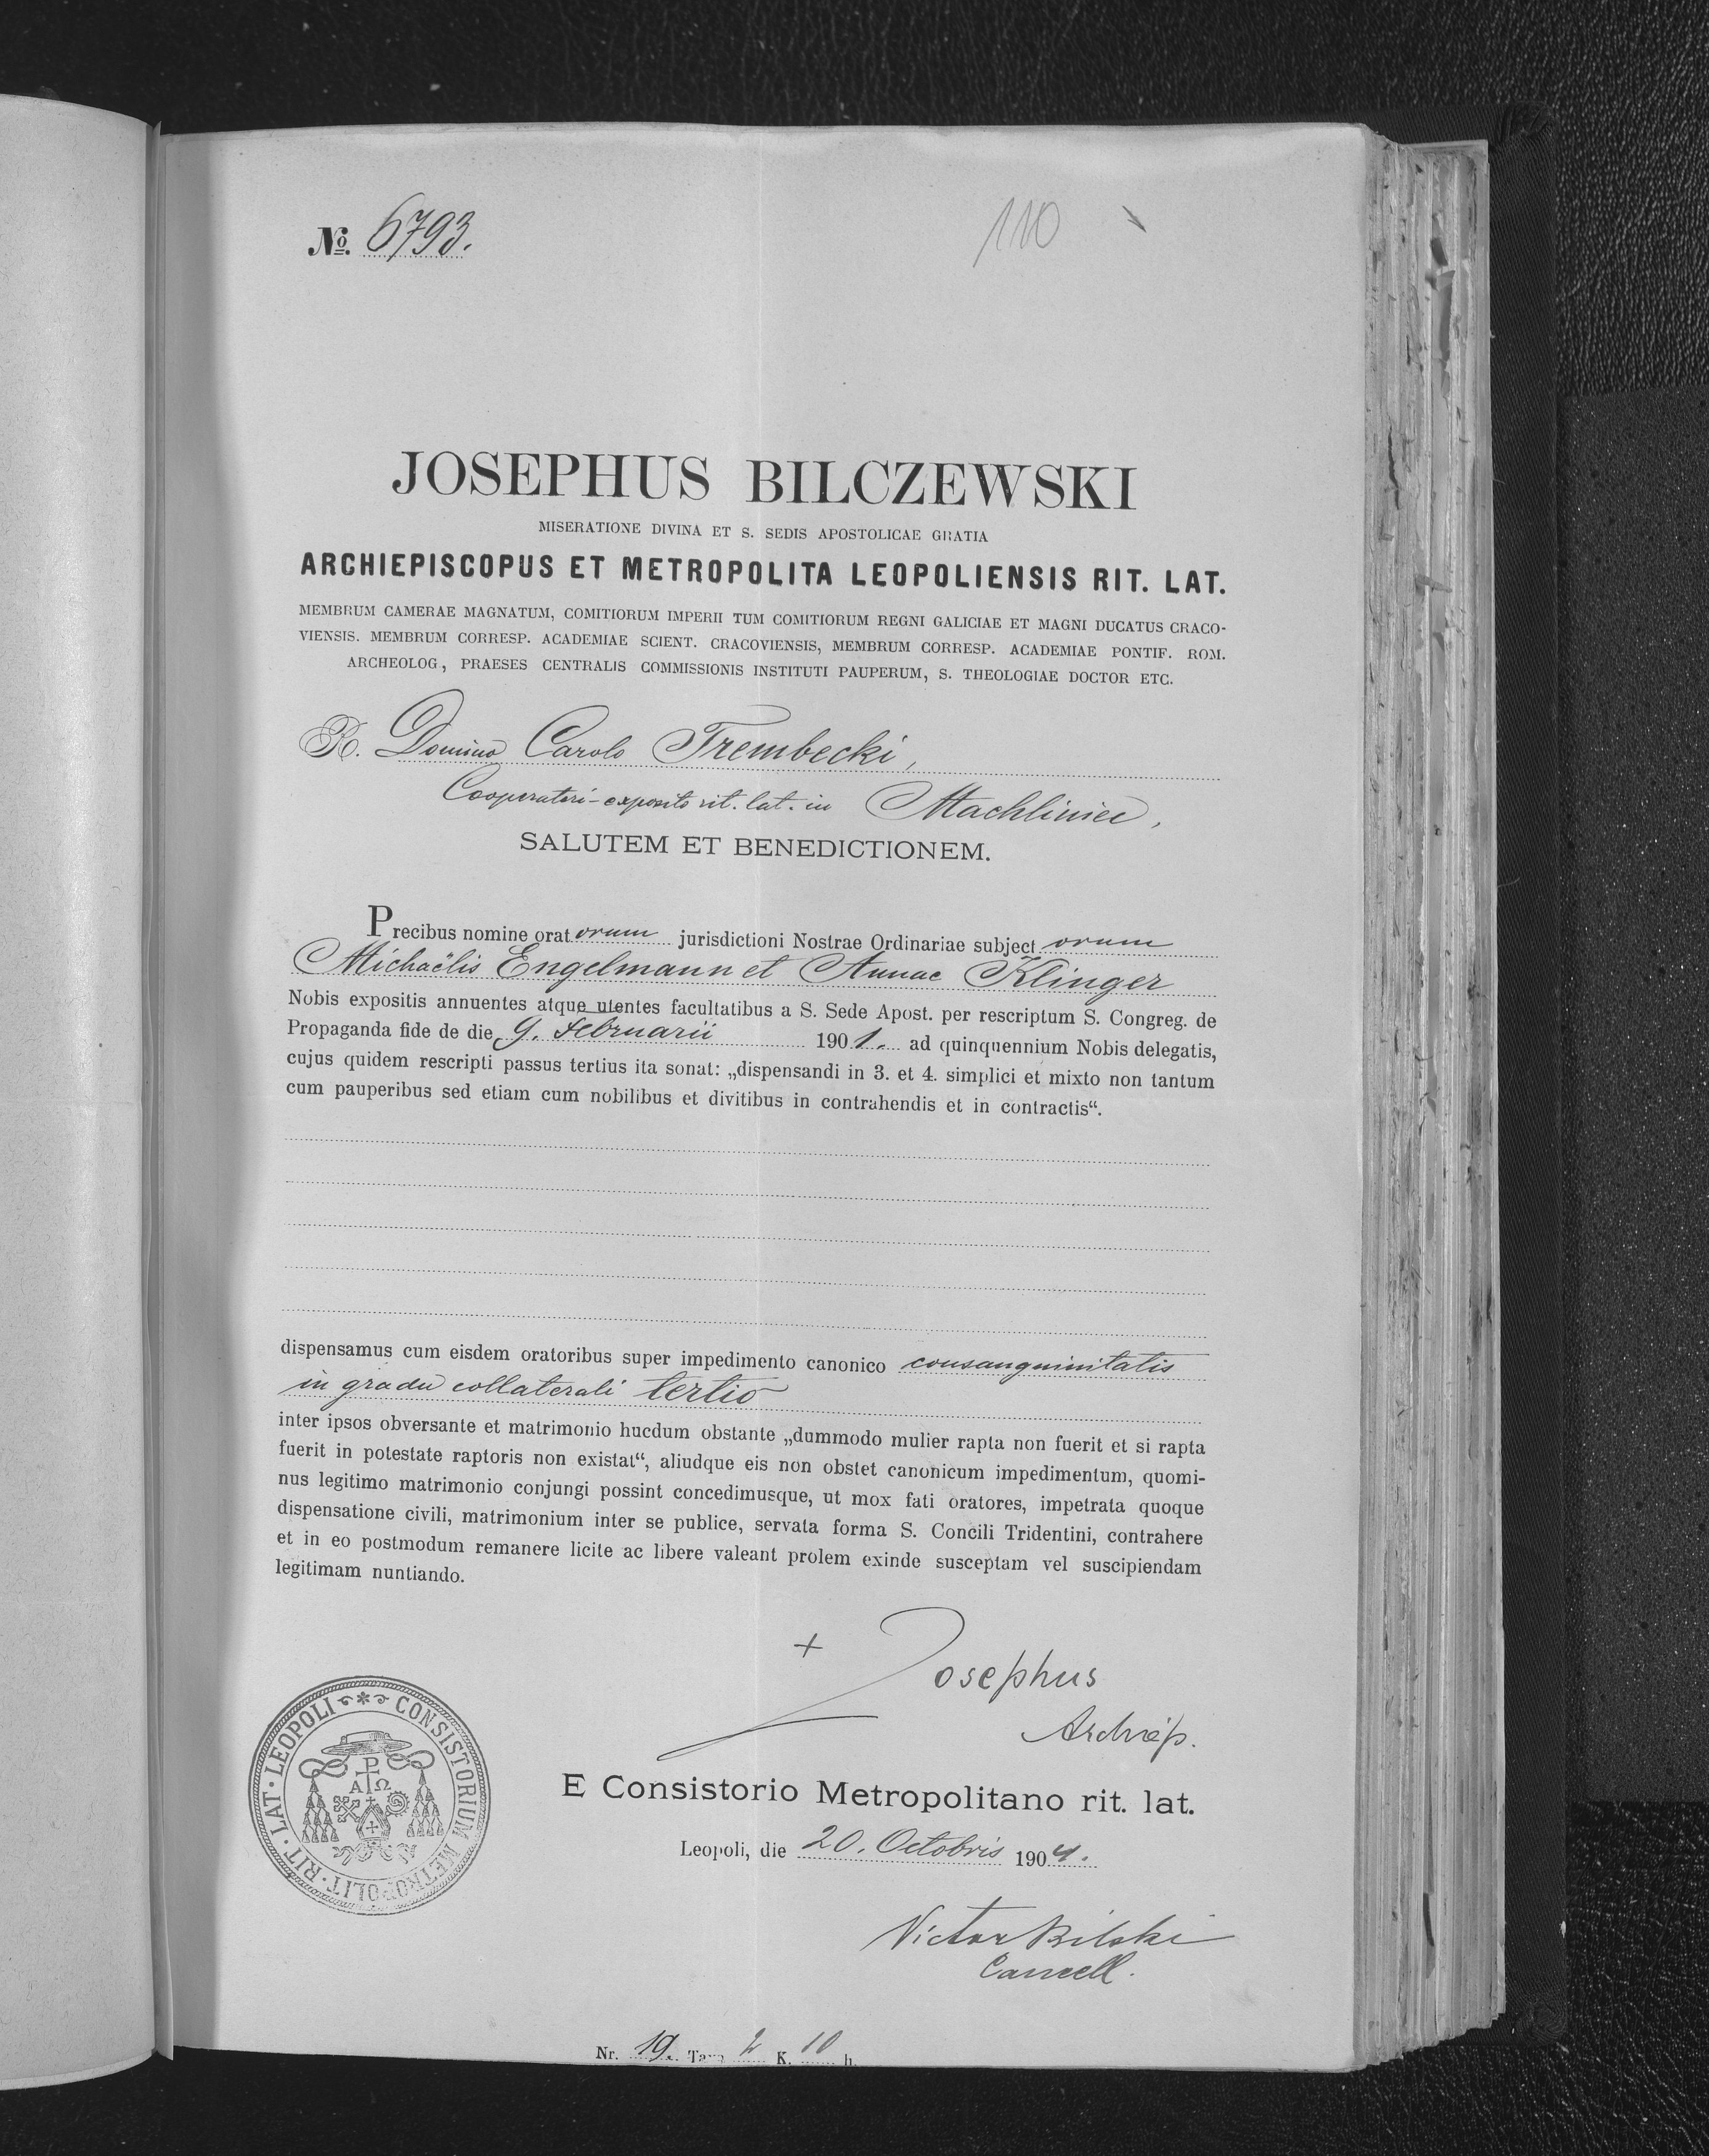 No. 6793.
110
JOSEPHUS BILCZEWSKI
MISERATIONE DIVINA ET S. SEDIS APOSTOLICAE GRATIA
ARCHIEPISCOPUS ET METROPOLITA LEOPOLIENSIS RIT. LAT.
MEMBRUM CAMERAE MAGNATUM, COMITIORUM IMPERII TUM COMITIORUM REGNI GALICIAE ET MAGNI DUCATUS CRACO-
VIENSIS. MEMBRUM CORRESP. ACADEMIAE SCIENT. CRACOVIENSIS, MEMBRUM CORRESP. ACADEMIAE PONTIF. ROM.
ARCHEOLOG, PRAESES CENTRALIS COMMISSIONIS INSTITUTI PAUPERUM, S. THEOLOGIAE DOCTOR ETC.
R. Domino Carolo Trembecki,
Cooperatori-exposito rit. lat. in Machliniec,
SALUTEM ET BENEDICTIONEM.
Precibus nomine oratorum jurisdictioni Nostrae Ordinariae subjectorum
Michaëlis Engelmann et Annae Klinger
Nobis expositis annuentes atque utentes facultatibus a S. Sede Apost. per rescriptum S. Congreg. de
Propaganda fide de die 9. Februarii 1901. ad quinquennium Nobis delegatis,
cujus quidem rescripti passus tertius ita sonat: „dispensandi in 3. et 4. simplici et mixto non tantum
cum pauperibus sed etiam cum nobilibus et divitibus in contrahendis et in contractis“.
dispensamus cum eisdem oratoribus super impedimento canonico consanguinitatis
in gradu collaterali tertio
inter ipsos obversante et matrimonio hucdum obstante „dummodo mulier rapta non fuerit et si rapta
fuerit in potestate raptoris non existat“, aliudque eis non obstet canonicum impedimentum, quomi-
nus legitimo matrimonio conjungi possint concedimusque, ut mox fati oratores, impetrata quoque
dispensatione civili, matrimonium inter se publice, servata forma S. Concili Tridentini, contrahere
et in eo postmodum remanere licite ac libere valeant prolem exinde susceptam vel suscipiendam
legitimam nuntiando.
+ Josephus
Archiep.
CONSISTORIUM METROPOLIT · RIT · LAT · LEOPOLI
P
A Ω
E Consistorio Metropolitano rit. lat.
Leopoli, die 20. Octobris 1904.
Victor Bilski
Cancell.
Nr. 19. Taxa 2 K. 10 h.